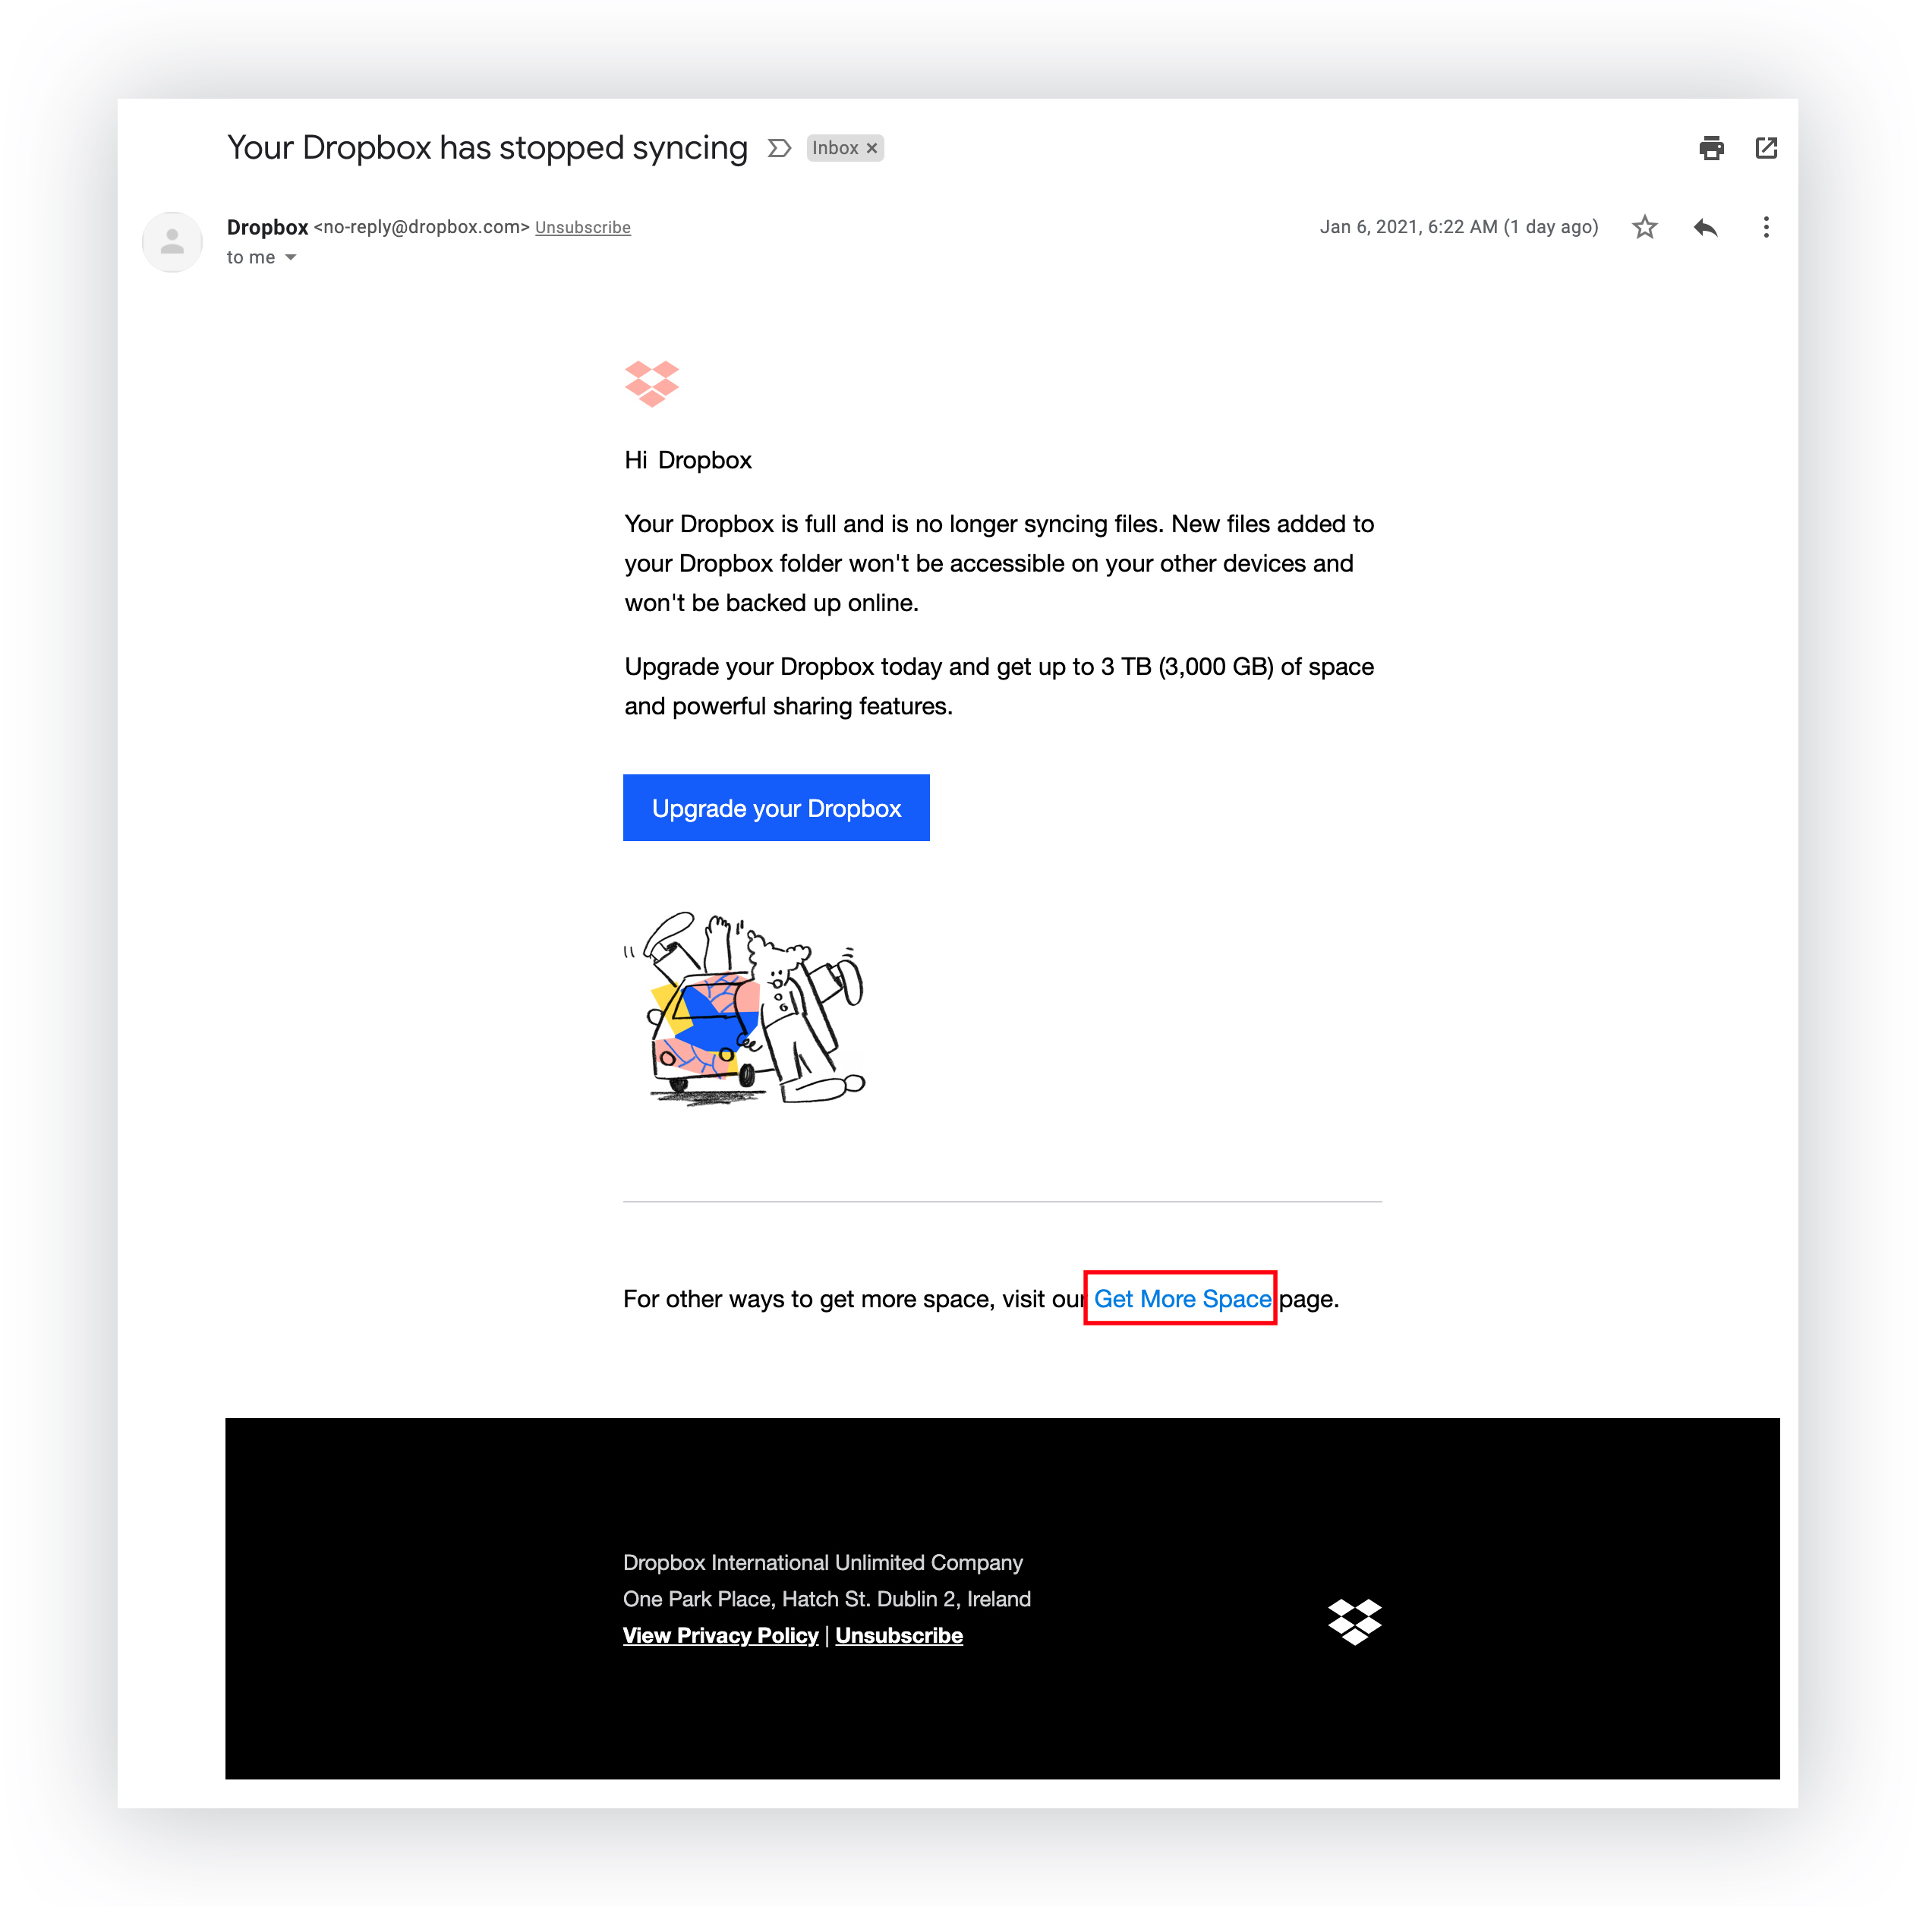 Your Dropbox has stopped syncing Inbox ×
Dropbox <no-reply@dropbox.com> Unsubscribe Jan 6, 2021, 6:22 AM (1 day ago)
to me
Hi Dropbox
Your Dropbox is full and is no longer syncing files. New files added to
your Dropbox folder won't be accessible on your other devices and
won't be backed up online.
Upgrade your Dropbox today and get up to 3 TB (3,000 GB) of space
and powerful sharing features.
Upgrade your Dropbox
For other ways to get more space, visit our Get More Space page.
Dropbox International Unlimited Company
One Park Place, Hatch St. Dublin 2, Ireland
View Privacy Policy | Unsubscribe